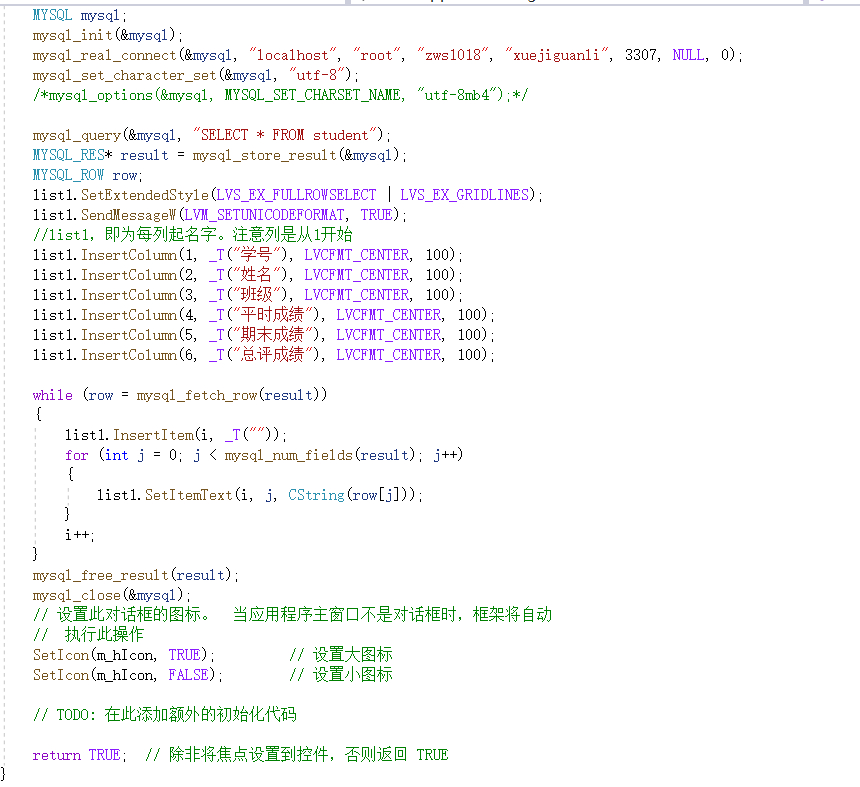 MYSQL mysql;
mysql_init(&mysql);
mysql_real_connect(&mysql, "localhost", "root", "zws1018", "xuejiguanli", 3307, NULL, 0);
mysql_set_character_set(&mysql, "utf-8");
/*mysql_options(&mysql, MYSQL_SET_CHARSET_NAME, "utf-8mb4");*/
mysql_query(&mysql, "SELECT * FROM student");
MYSQL_RES* result = mysql_store_result(&mysql);
MYSQL_ROW row;
list1.SetExtendedStyle(LVS_EX_FULLROWSELECT | LVS_EX_GRIDLINES);
list1.SendMessageW(LVM_SETUNICODEFORMAT, TRUE);
//list1, 即为每列起名字。注意列是从1开始
list1.InsertColumn(1, _T("学号"), LVCFMT_CENTER, 100);
list1.InsertColumn(2, _T("姓名"), LVCFMT_CENTER, 100);
list1.InsertColumn(3, _T("班级"), LVCFMT_CENTER, 100);
list1.InsertColumn(4, _T("平时成绩"), LVCFMT_CENTER, 100);
list1.InsertColumn(5, _T("期末成绩"), LVCFMT_CENTER, 100);
list1.InsertColumn(6, _T("总评成绩"), LVCFMT_CENTER, 100);
while (row = mysql_fetch_row(result))
{
list1.InsertItem(i, _T(""));
for (int j = 0; j < mysql_num_fields(result); j++)
{
list1.SetItemText(i, j, CString(row[j]));
}
i++;
}
mysql_free_result(result);
mysql_close(&mysql);
// 设置此对话框的图标。  当应用程序主窗口不是对话框时，框架将自动
//  执行此操作
SetIcon(m_hIcon, TRUE);         // 设置大图标
SetIcon(m_hIcon, FALSE);        // 设置小图标
// TODO: 在此添加额外的初始化代码
return TRUE;  // 除非将焦点设置到控件，否则返回 TRUE
}